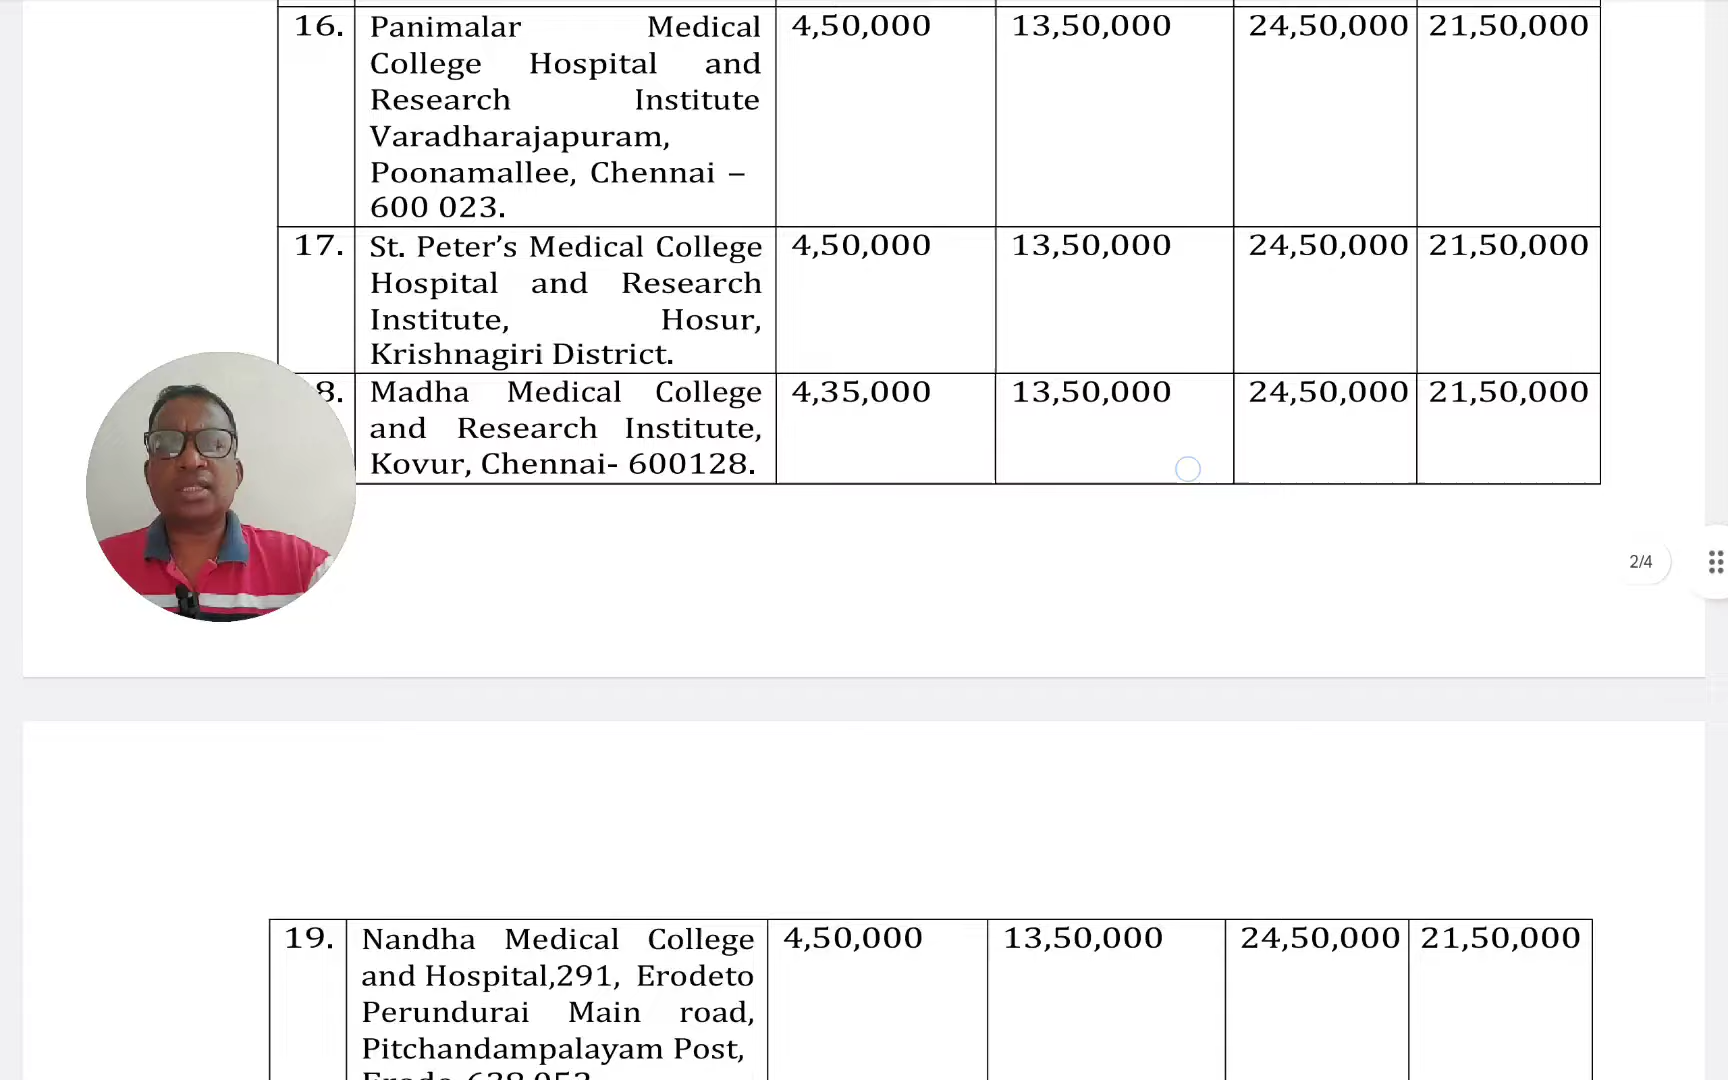 16. Panimalar Medical 4,50,000 13,50,000 24,50,000 21,50,000
College Hospital and
Research Institute
Varadharajapuram,
Poonamallee, Chennai –
600 023.
17. St. Peter’s Medical College 4,50,000 13,50,000 24,50,000 21,50,000
Hospital and Research
Institute, Hosur,
Krishnagiri District.
8. Madha Medical College 4,35,000 13,50,000 24,50,000 21,50,000
and Research Institute,
Kovur, Chennai- 600128.
2/4
19. Nandha Medical College 4,50,000 13,50,000 24,50,000 21,50,000
and Hospital,291, Erodeto
Perundurai Main road,
Pitchandampalayam Post,